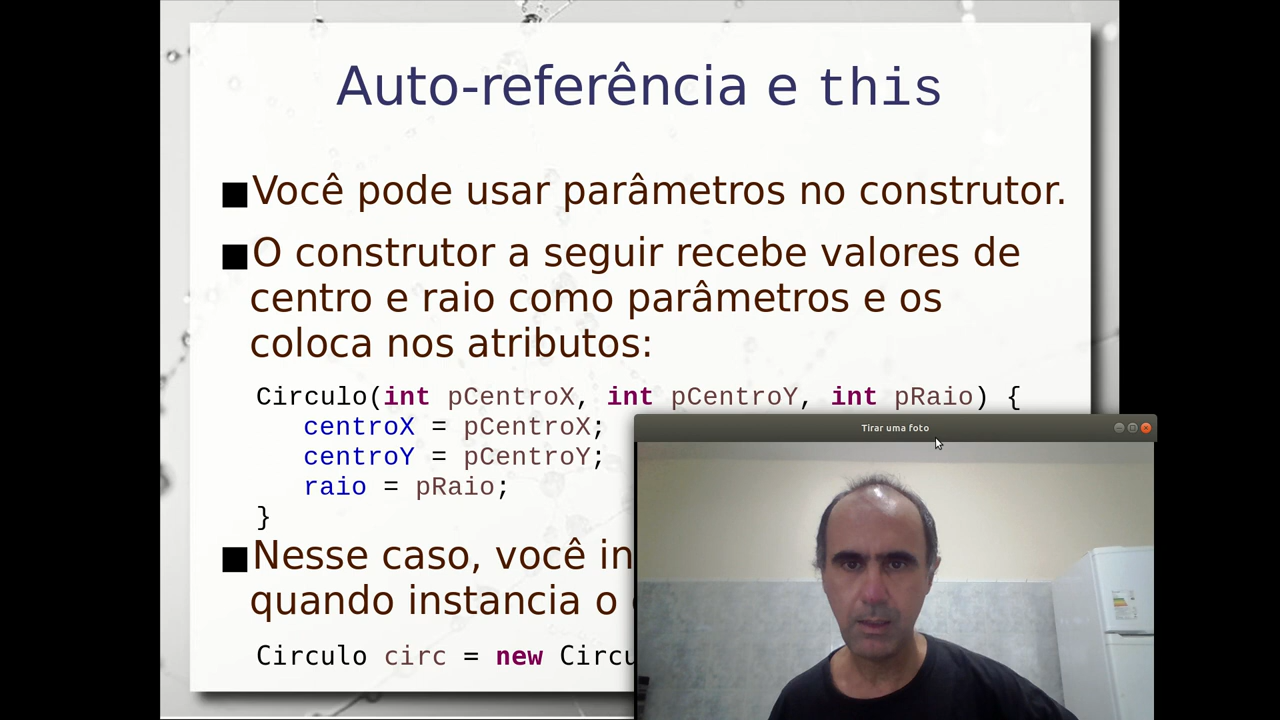 Auto-referência e this
■Você pode usar parâmetros no construtor.
■O construtor a seguir recebe valores de
centro e raio como parâmetros e os
coloca nos atributos:
Circulo(int pCentroX, int pCentroY, int pRaio) {
centroX = pCentroX;
centroY = pCentroY;
raio = pRaio;
}
■Nesse caso, você in
quando instancia o
Circulo circ = new Circu
Tirar uma foto